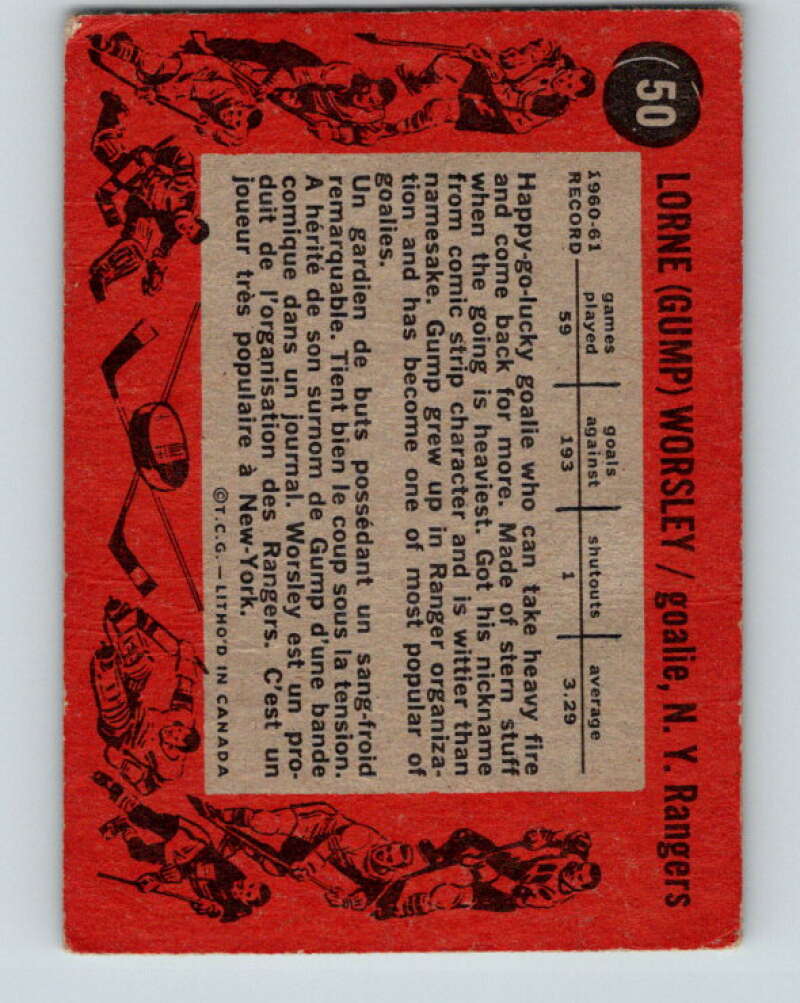 50
LORNE (GUMP) WORSLEY / goalie, N. Y. Rangers
1960-61 games goals shutouts average
RECORD played against
59 193 1 3.29
Happy-go-lucky goalie who can take heavy fire
and come back for more. Made of stern stuff
when the going is heaviest. Got his nickname
from comic strip character and is wittier than
namesake. Gump grew up in Ranger organiza-
tion and has become one of most popular of
goalies.
Un gardien de buts possédant un sang-froid
remarquable. Tient bien le coup sous la tension.
A hérité de son surnom de Gump d'une bande
comique dans un journal. Worsley est un pro-
duit de l'organisation des Rangers. C'est un
joueur très populaire à New-York.
©T.C.G.—LITHO'D IN CANADA